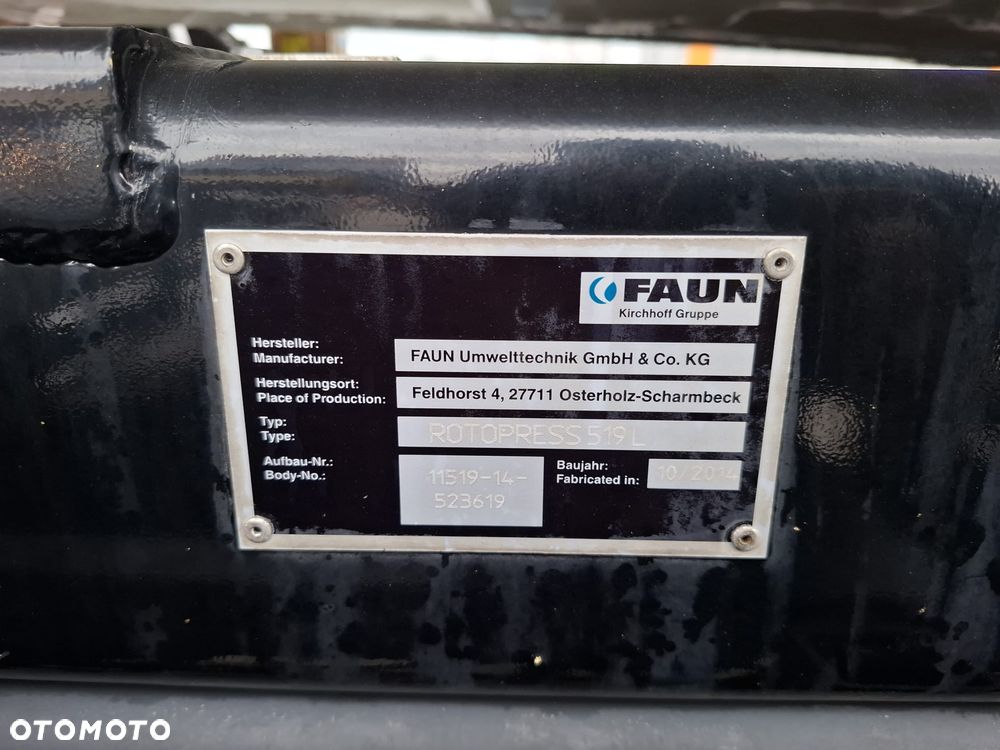 FAUN
Kirchhoff Gruppe
Hersteller:
Manufacturer:
FAUN Umwelttechnik GmbH & Co. KG
Herstellungsort:
Place of Production:
Feldhorst 4, 27711 Osterholz-Scharmbeck
Typ:
Type:
ROTOPRESS 519 L
Aufbau-Nr.:
Body-No.:
11519-14-
523619
Baujahr:
Fabricated in:
10/2014
OTOMOTO